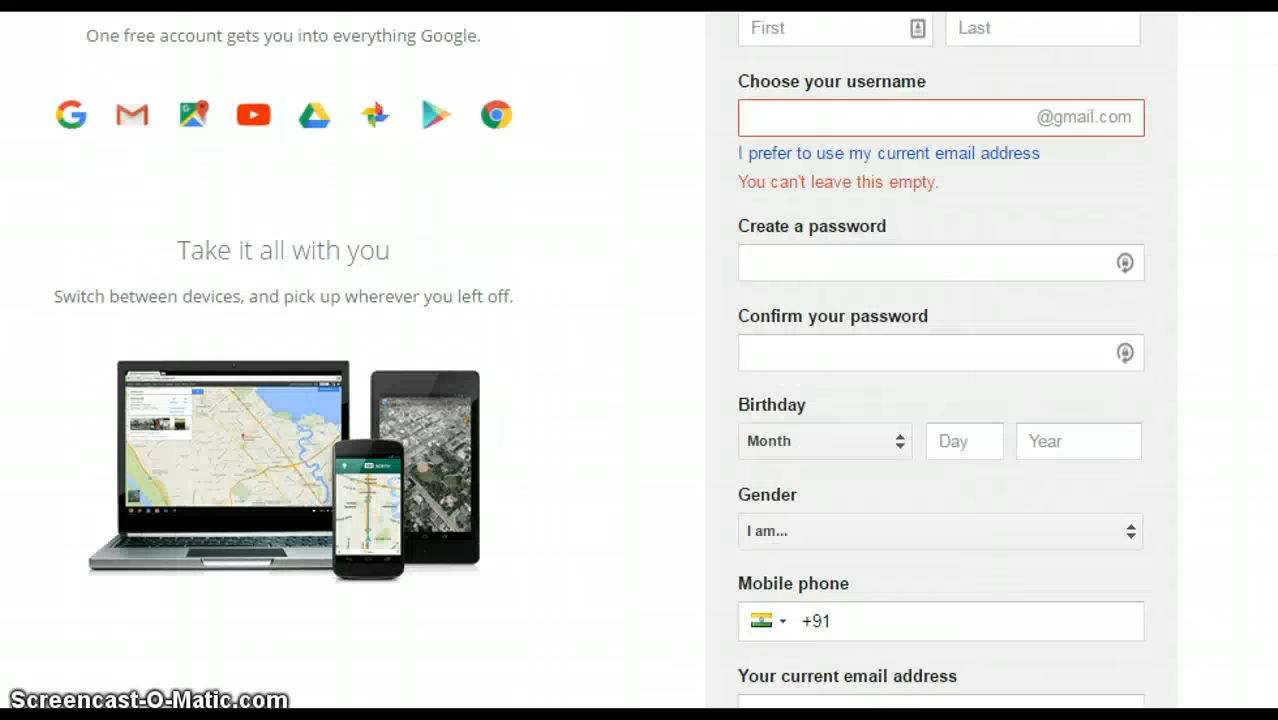 One free account gets you into everything Google.
Take it all with you
Switch between devices, and pick up wherever you left off.
First
Last
Choose your username
@gmail.com
I prefer to use my current email address
You can't leave this empty.
Create a password
Confirm your password
Birthday
Month
Day
Year
Gender
I am...
Mobile phone
+91
Your current email address
Screencast-O-Matic.com